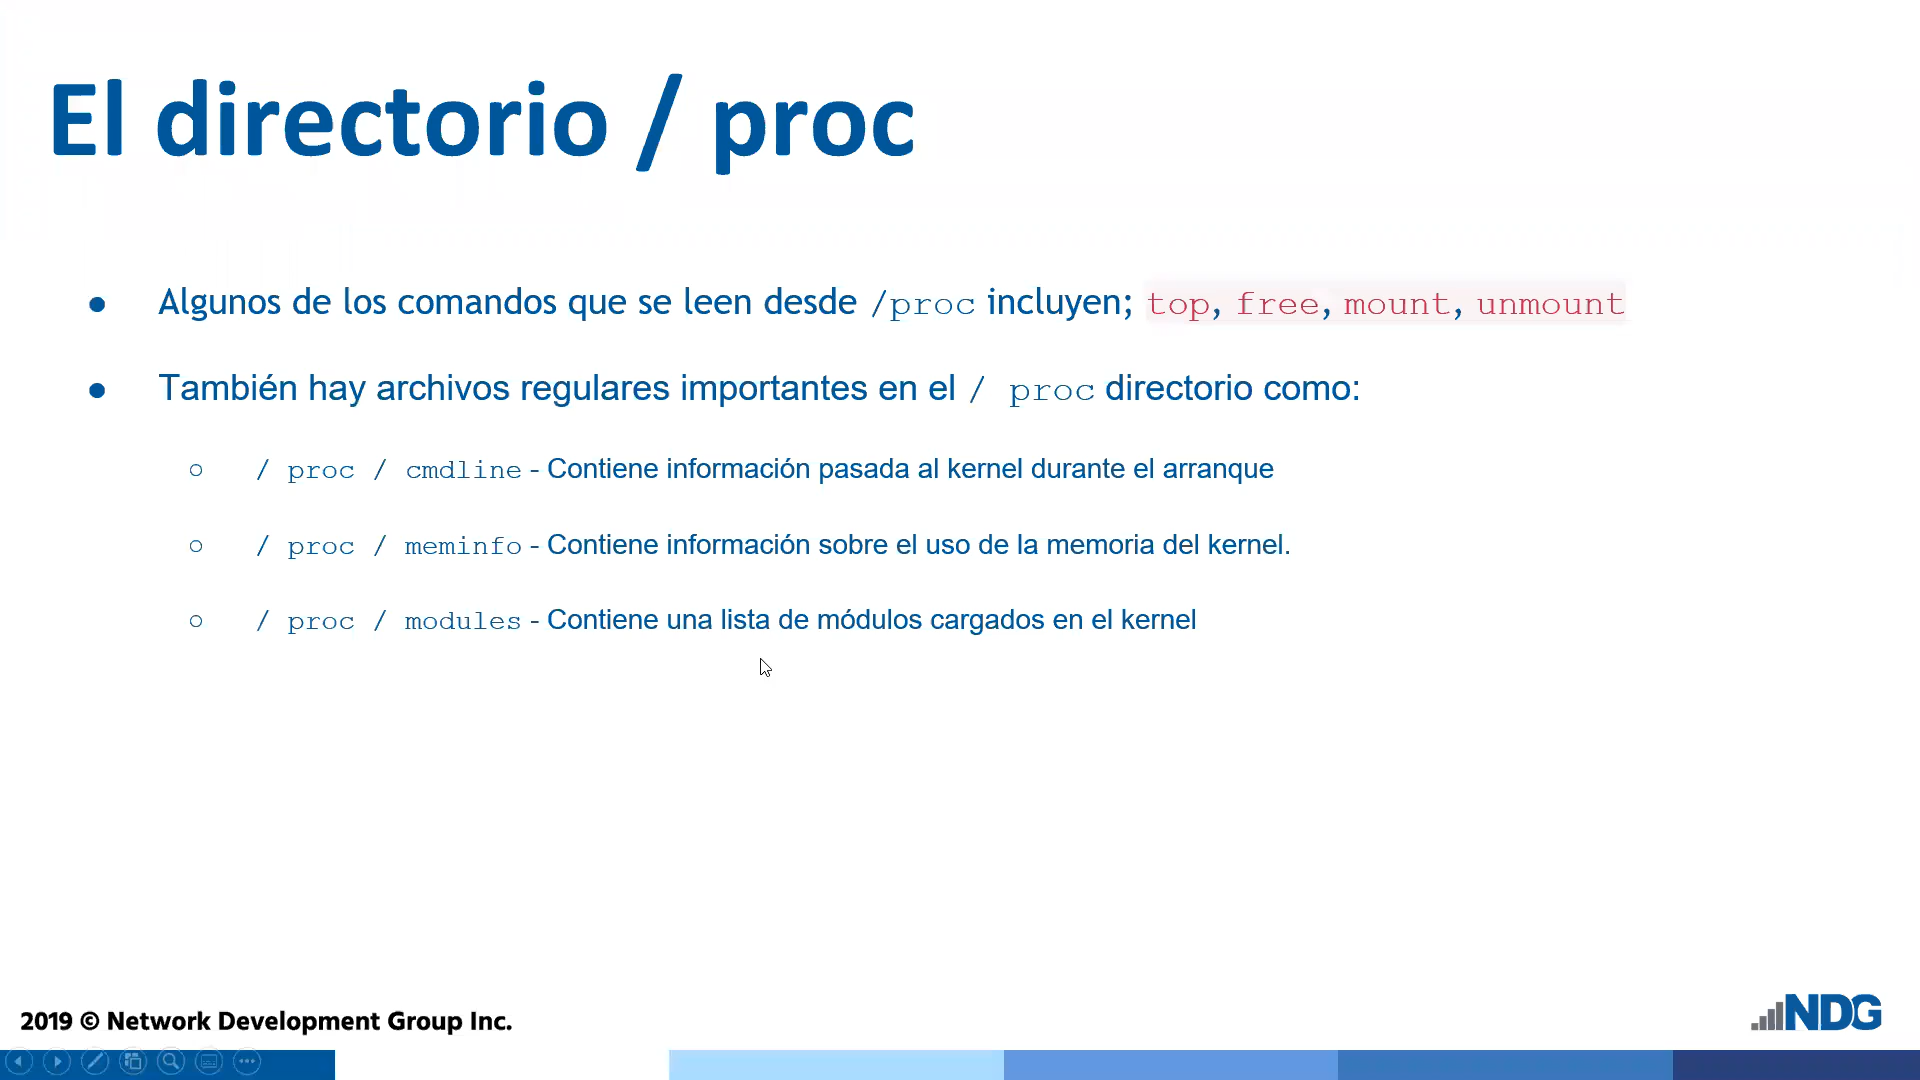 El directorio / proc
● Algunos de los comandos que se leen desde /proc incluyen; top, free, mount, unmount
● También hay archivos regulares importantes en el / proc directorio como:
○ / proc / cmdline - Contiene información pasada al kernel durante el arranque
○ / proc / meminfo - Contiene información sobre el uso de la memoria del kernel.
○ / proc / modules - Contiene una lista de módulos cargados en el kernel
2019 © Network Development Group Inc.
NDG